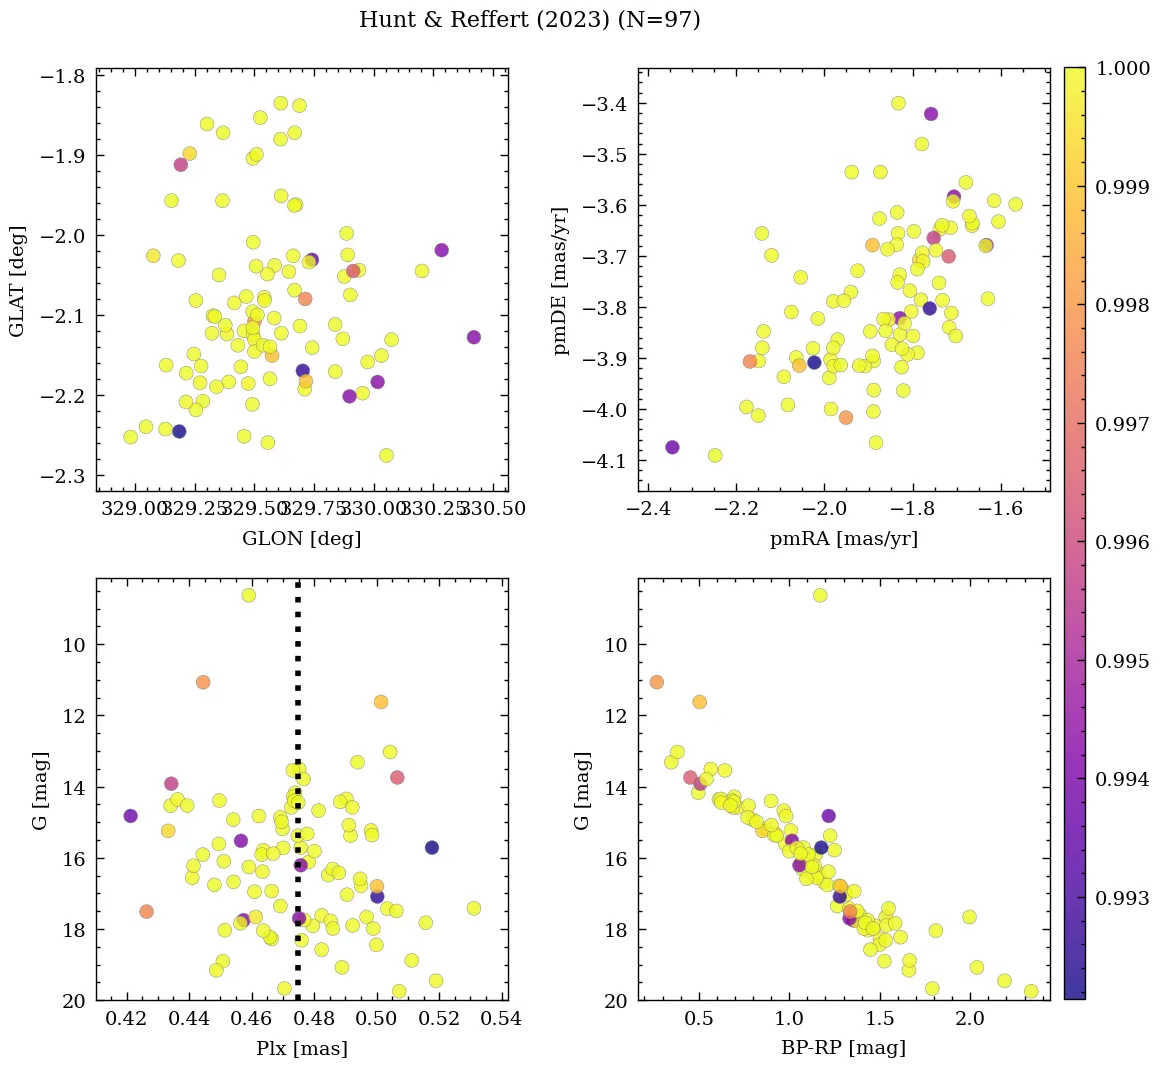 Hunt & Reffert (2023) (N=97)
−1.8
−1.9
−2.0
−2.1
−2.2
−2.3
GLAT [deg]
329.00 329.25 329.50 329.75 330.00 330.25 330.50
GLON [deg]
−3.4
−3.5
−3.6
−3.7
−3.8
−3.9
−4.0
−4.1
pmDE [mas/yr]
−2.4 −2.2 −2.0 −1.8 −1.6
pmRA [mas/yr]
10
12
14
16
18
20
G [mag]
0.42 0.44 0.46 0.48 0.50 0.52 0.54
Plx [mas]
10
12
14
16
18
20
G [mag]
0.5 1.0 1.5 2.0
BP-RP [mag]
1.000
0.999
0.998
0.997
0.996
0.995
0.994
0.993